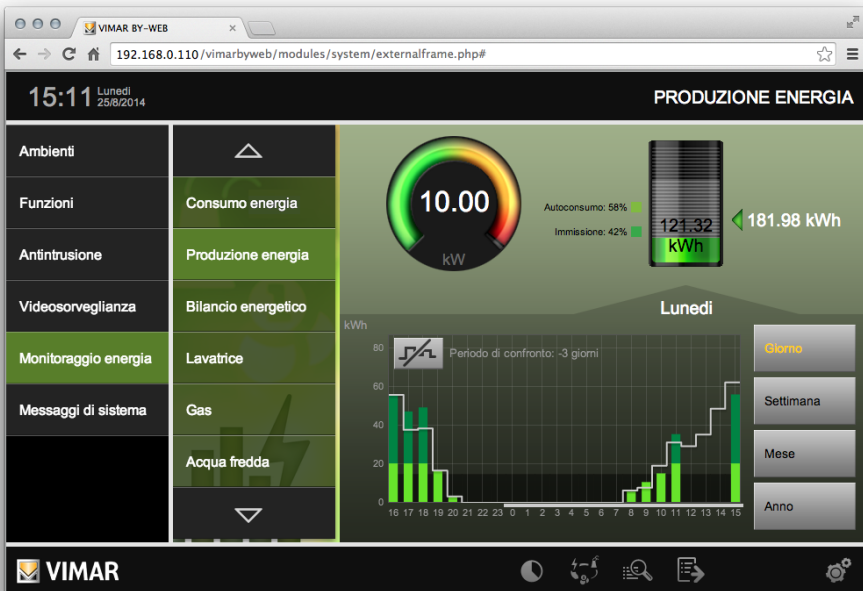 VIMAR BY-WEB
192.168.0.110/vimarbyweb/modules/system/externalframe.php#
15:11 Lunedi 25/8/2014
PRODUZIONE ENERGIA
Ambienti
Funzioni
Antintrusione
Videosorveglianza
Monitoraggio energia
Messaggi di sistema
Consumo energia
Produzione energia
Bilancio energetico
Lavatrice
Gas
Acqua fredda
10.00
kW
Autoconsumo: 58%
Immissione: 42%
121.32
kWh
181.98 kWh
Lunedi
kWh
Periodo di confronto: -3 giorni
80
60
40
20
0
16 17 18 19 20 21 22 23 0 1 2 3 4 5 6 7 8 9 10 11 12 13 14 15
Giorno
Settimana
Mese
Anno
VIMAR